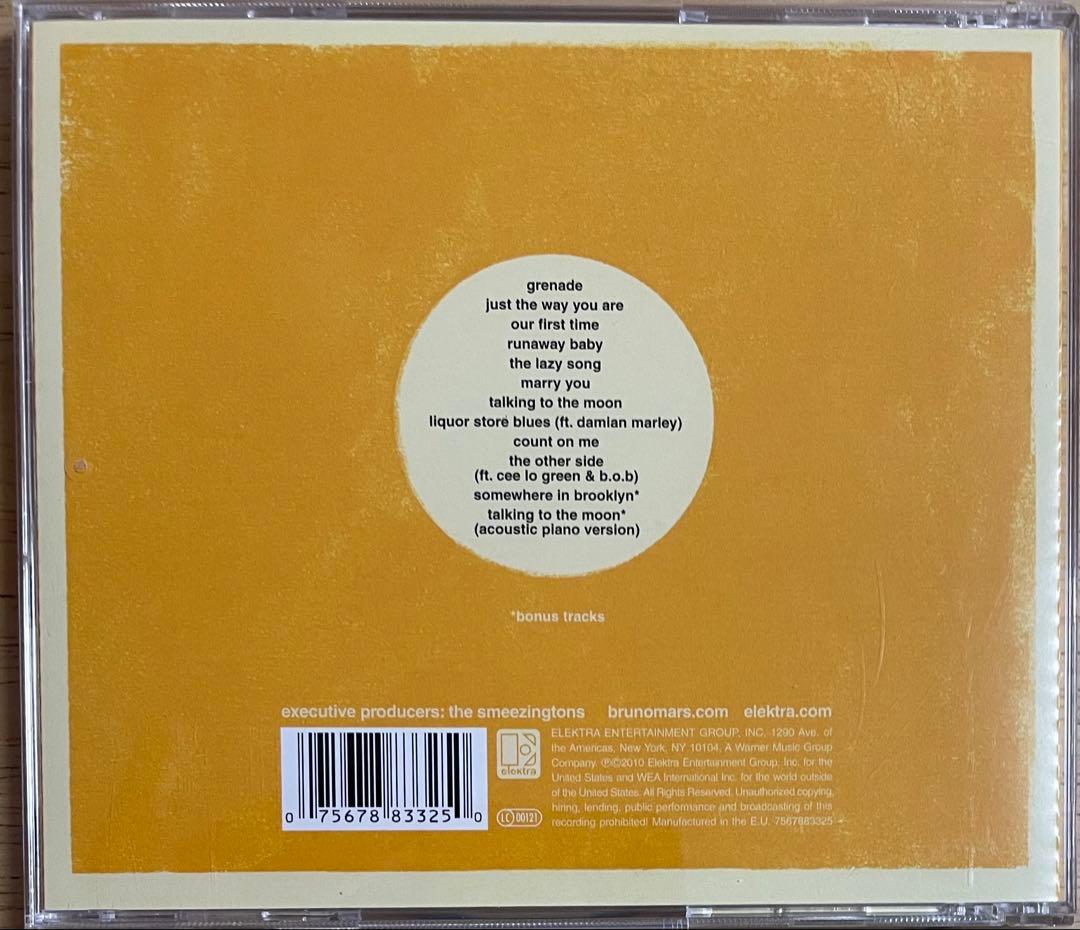 grenade
just the way you are
our first time
runaway baby
the lazy song
marry you
talking to the moon
liquor store blues (ft. damian marley)
count on me
the other side
(ft. cee lo green & b.o.b)
somewhere in brooklyn*
talking to the moon*
(acoustic piano version)
*bonus tracks
executive producers: the smeezingtons brunomars.com elektra.com
ELEKTRA ENTERTAINMENT GROUP, INC, 1290 Ave. of
the Americas, New York, NY 10104, A Warner Music Group
Company. ℗©2010 Elektra Entertainment Group, Inc. for the
United States and WEA International Inc. for the world outside
of the United States. All Rights Reserved. Unauthorized copying,
hiring, lending, public performance and broadcasting of this
recording prohibited! Manufactured in the E.U. 7567883325
elektra
LC 00121
0 75678 83325 0